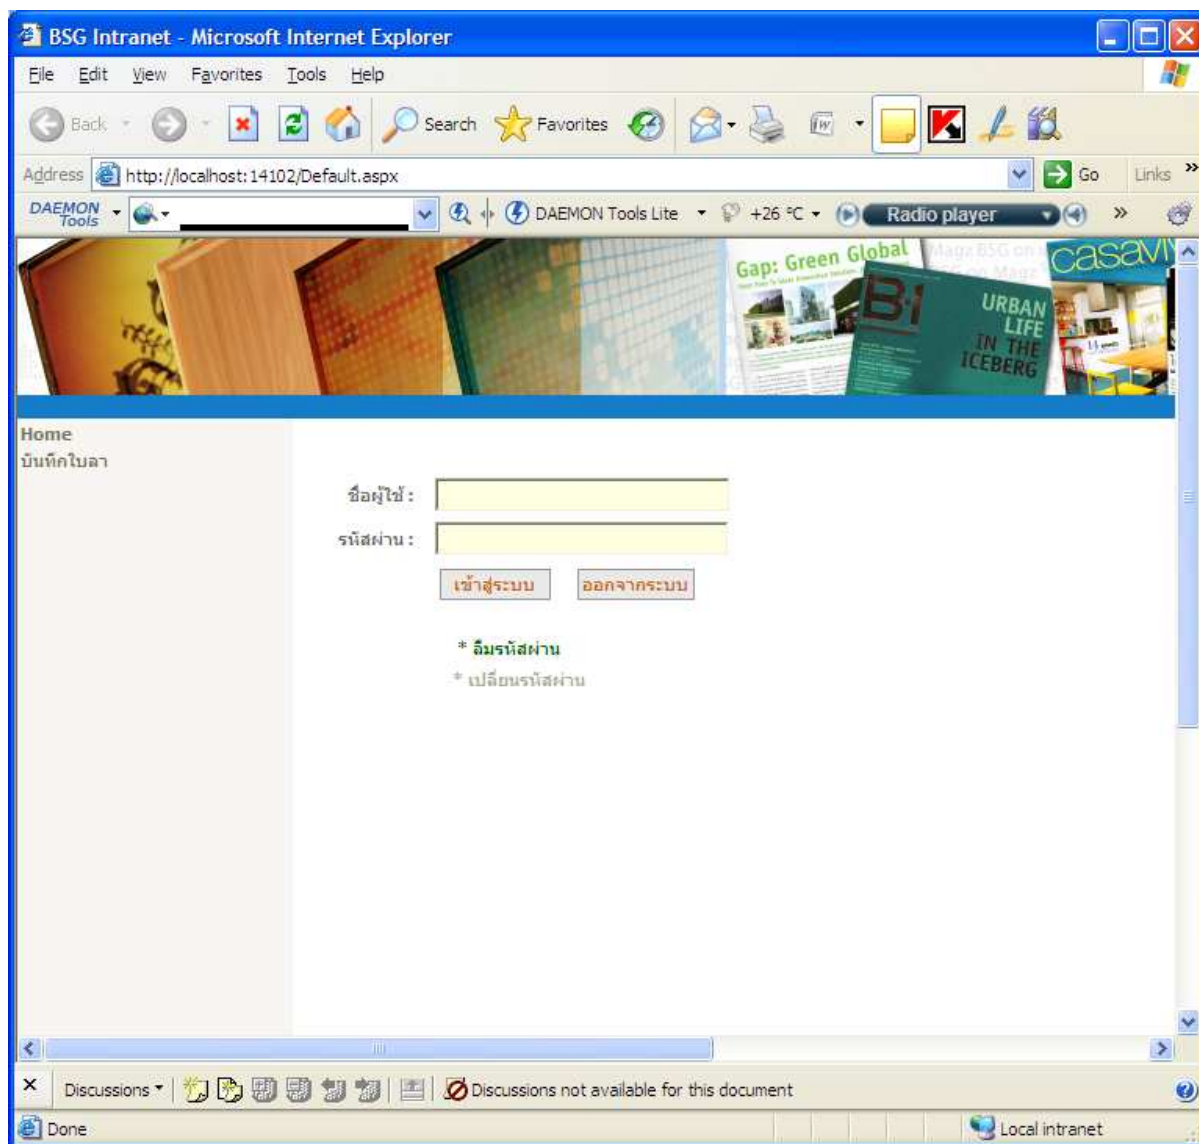 BSG Intranet - Microsoft Internet Explorer
File Edit View Favorites Tools Help
Back Search Favorites
Address http://localhost:14102/Default.aspx Go Links »
DAEMON Tools DAEMON Tools Lite +26 °C Radio player »
Gap: Green Global
B·1
URBAN
LIFE
IN THE
ICEBERG
casaviv
Home
บันทึกใบลา
ชื่อผู้ใช้ :
รหัสผ่าน :
เข้าสู่ระบบ ออกจากระบบ
* ลืมรหัสผ่าน
* เปลี่ยนรหัสผ่าน
Discussions Discussions not available for this document
Done Local intranet